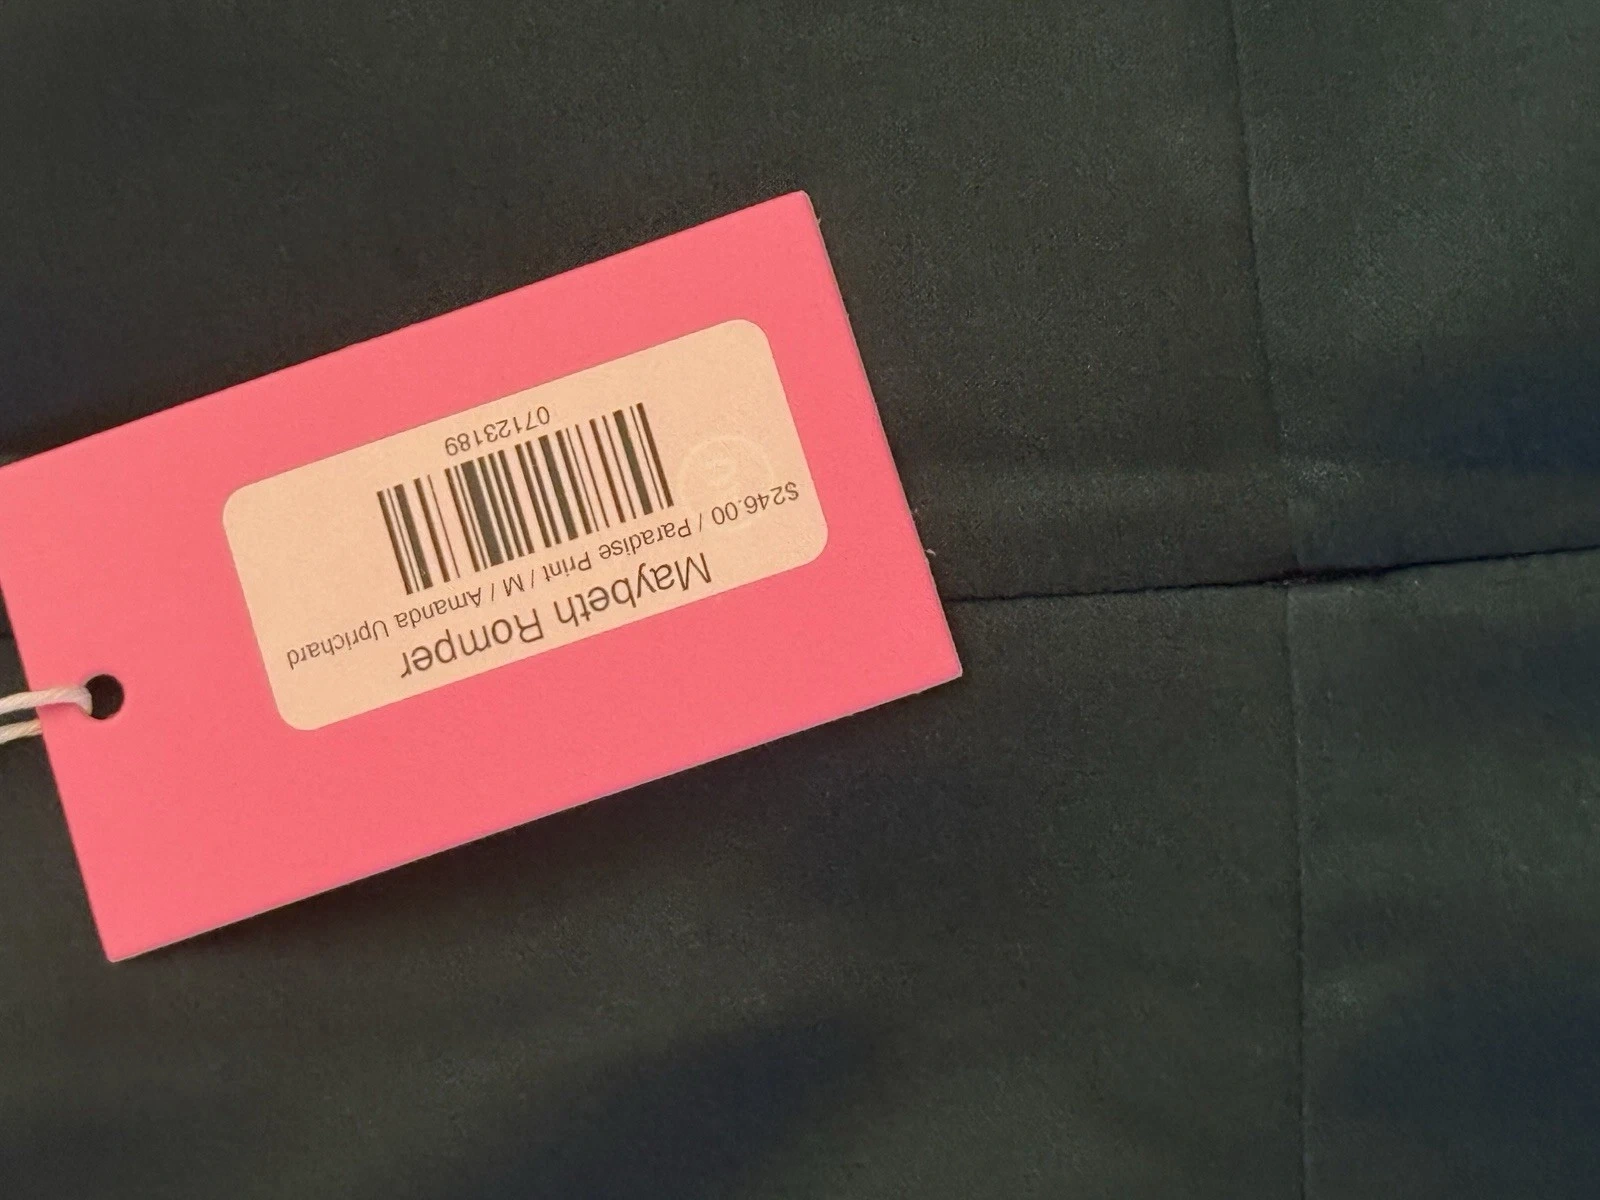 Maybeth Romper
$246.00 / Paradise Print / M / Amanda Uprichard
07123189